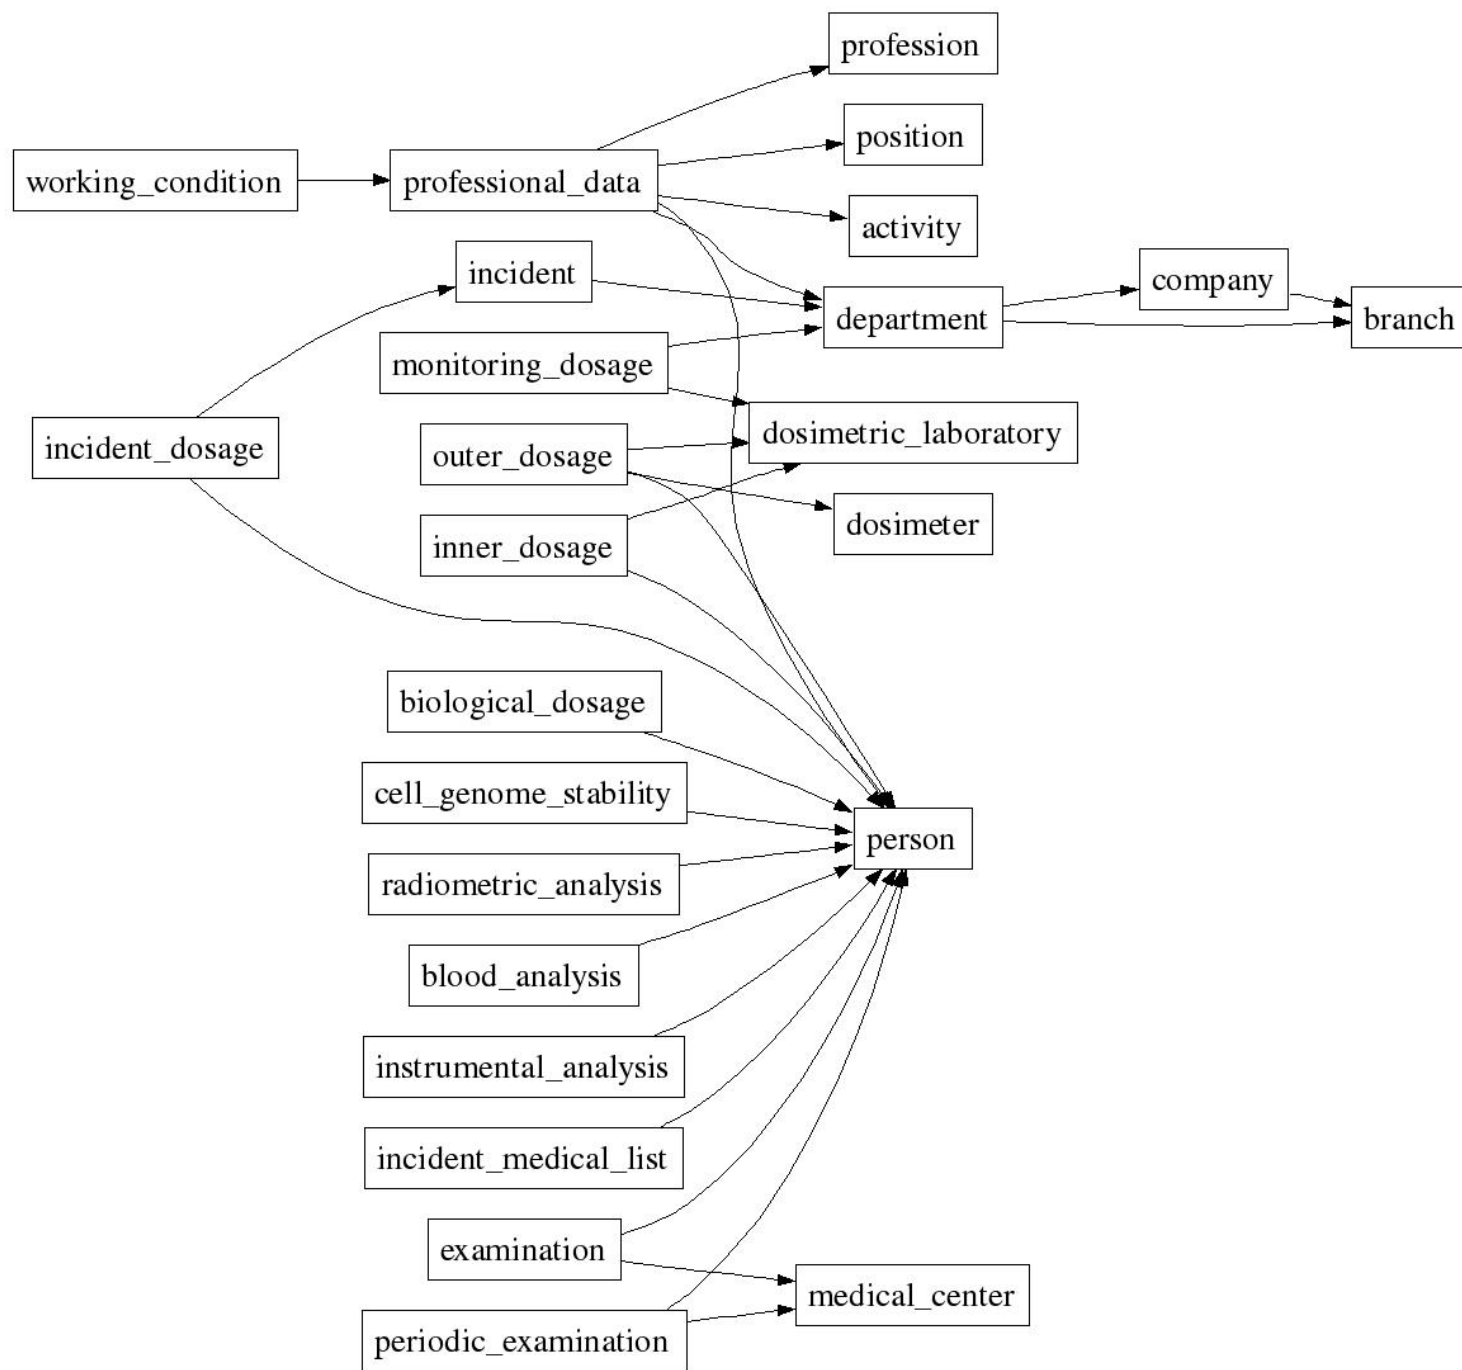 profession
position
working_condition
professional_data
activity
incident
company
department
branch
monitoring_dosage
dosimetric_laboratory
incident_dosage
outer_dosage
dosimeter
inner_dosage
biological_dosage
cell_genome_stability
person
radiometric_analysis
blood_analysis
instrumental_analysis
incident_medical_list
examination
medical_center
periodic_examination